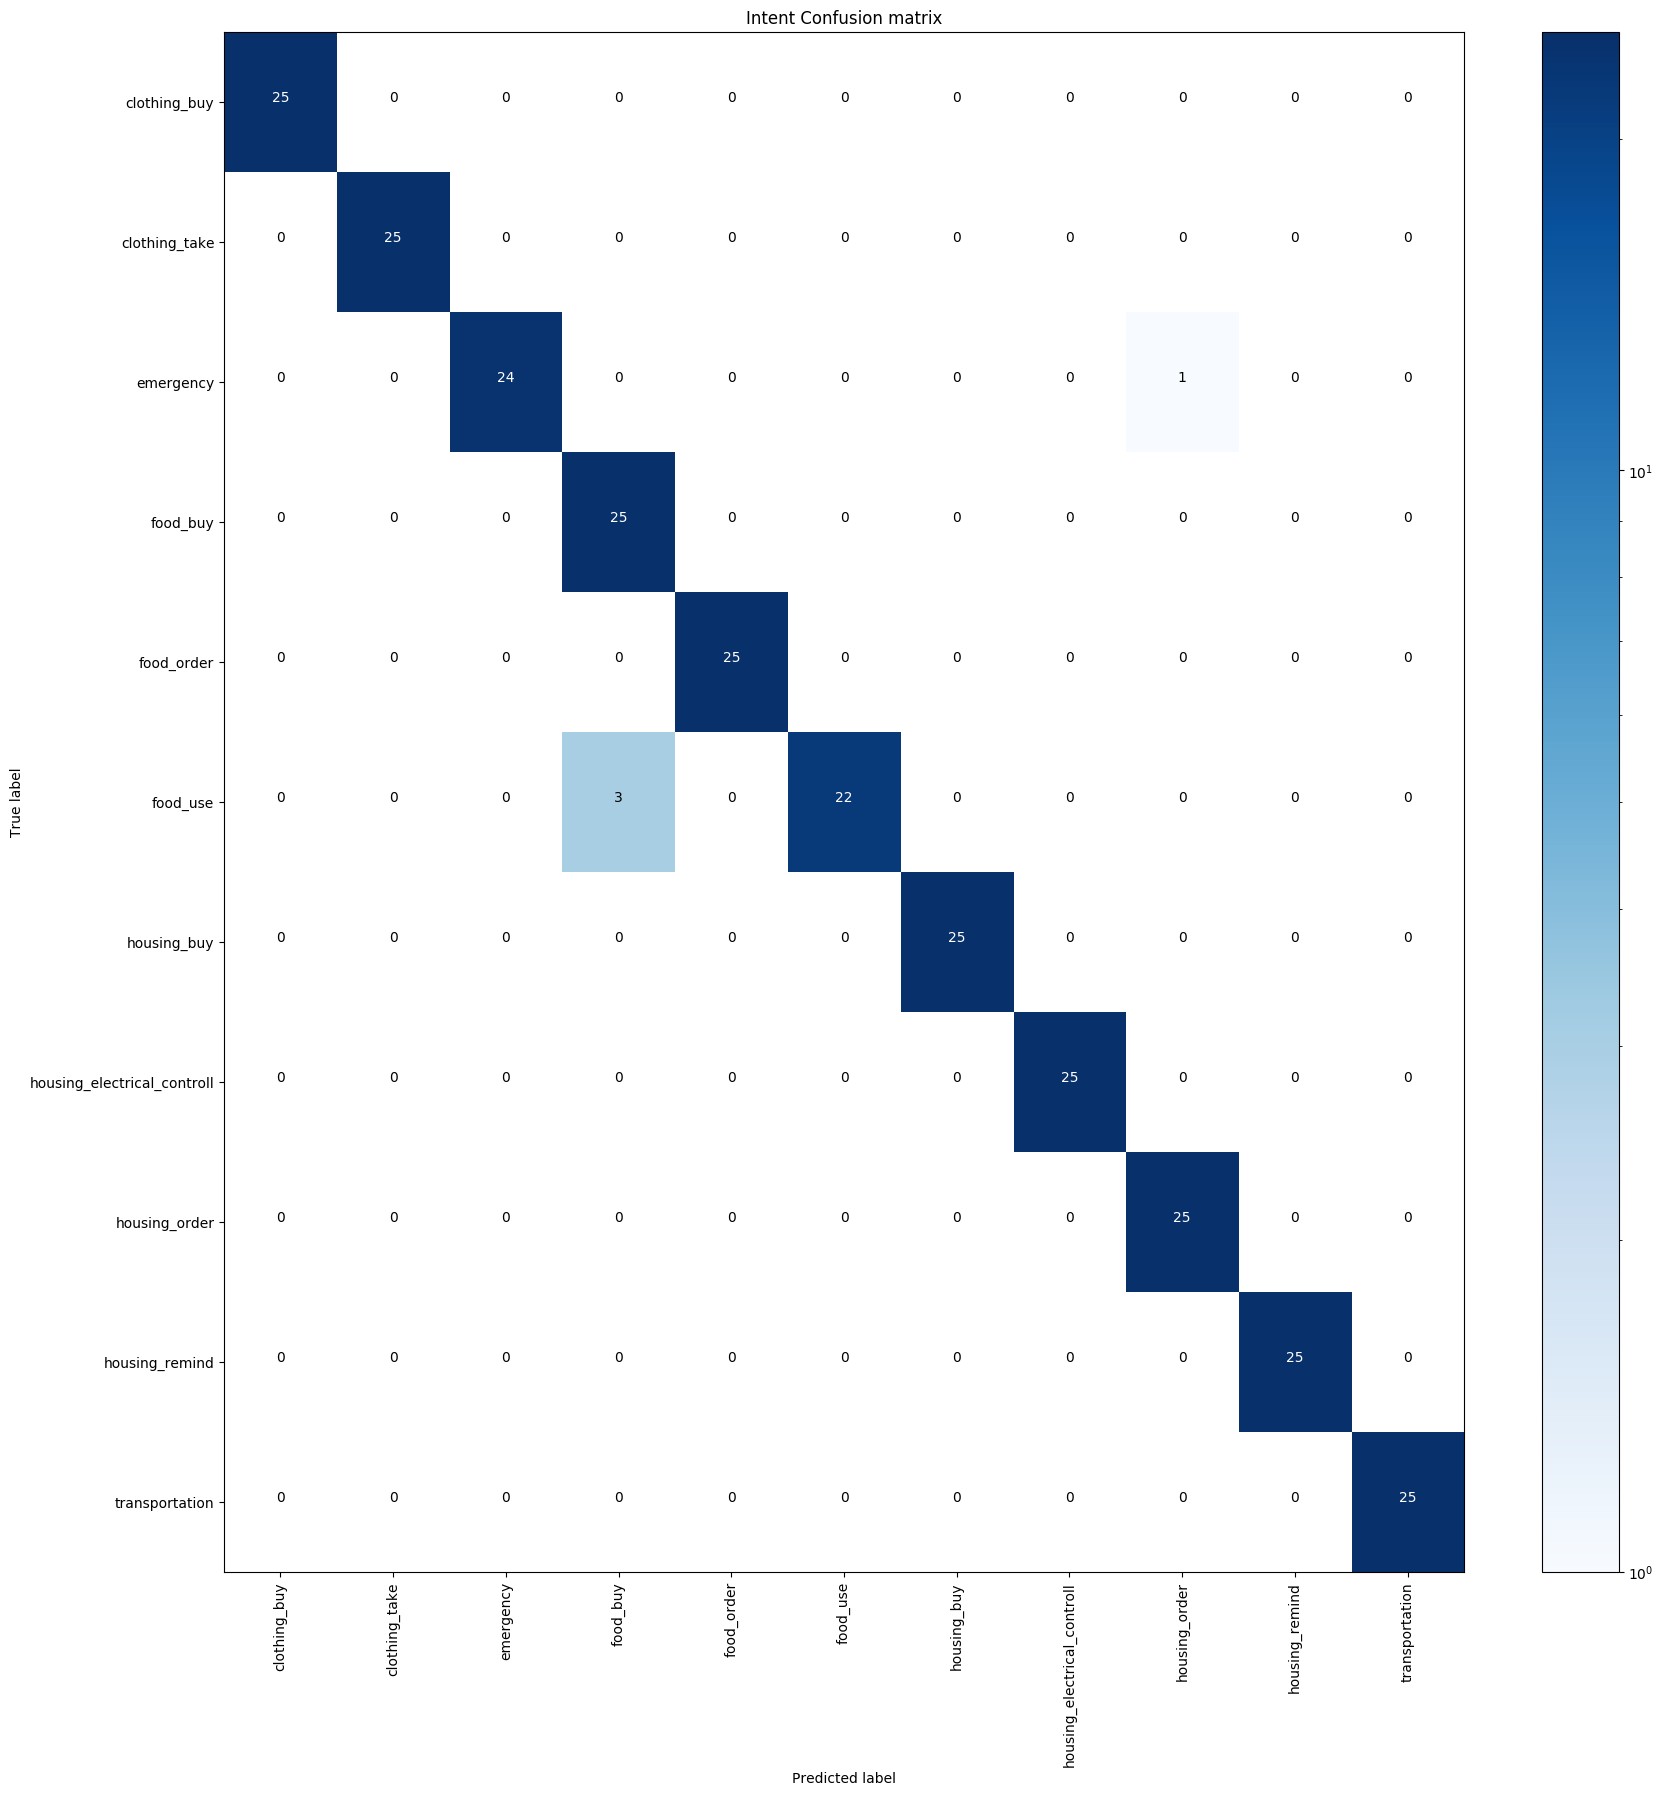 Intent Confusion matrix
clothing_buy 25 0 0 0 0 0 0 0 0 0 0
clothing_take 0 25 0 0 0 0 0 0 0 0 0
emergency 0 0 24 0 0 0 0 0 1 0 0
food_buy 0 0 0 25 0 0 0 0 0 0 0
food_order 0 0 0 0 25 0 0 0 0 0 0
food_use 0 0 0 3 0 22 0 0 0 0 0
housing_buy 0 0 0 0 0 0 25 0 0 0 0
housing_electrical_controll 0 0 0 0 0 0 0 25 0 0 0
housing_order 0 0 0 0 0 0 0 0 25 0 0
housing_remind 0 0 0 0 0 0 0 0 0 25 0
transportation 0 0 0 0 0 0 0 0 0 0 25
True label
clothing_buy
clothing_take
emergency
food_buy
food_order
food_use
housing_buy
housing_electrical_controll
housing_order
housing_remind
transportation
Predicted label
10¹
10⁰